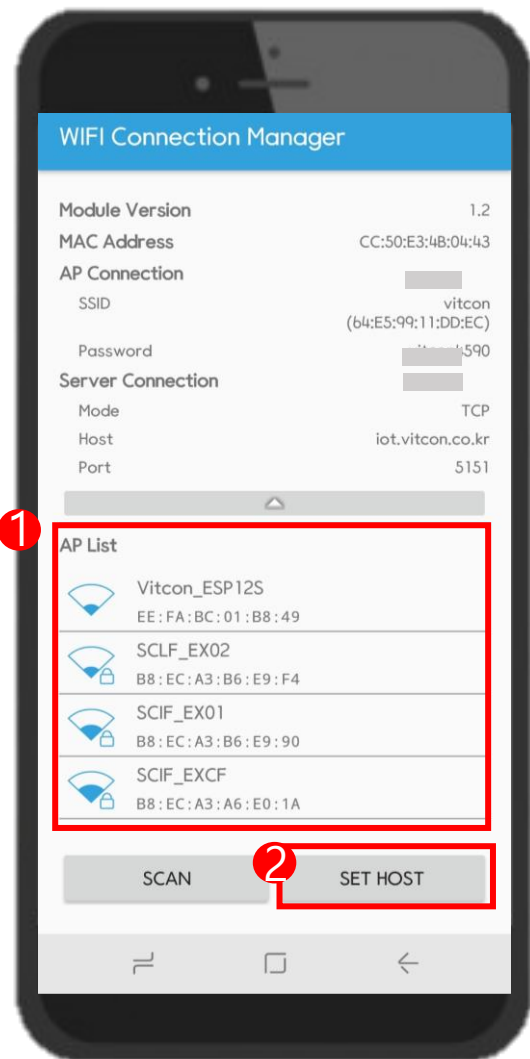 WIFI Connection Manager
Module Version 1.2
MAC Address CC:50:E3:4B:04:43
AP Connection
SSID vitcon
(64:E5:99:11:DD:EC)
Password 590
Server Connection
Mode TCP
Host iot.vitcon.co.kr
Port 5151
1
AP List
Vitcon_ESP12S
EE:FA:BC:01:B8:49
SCLF_EX02
B8:EC:A3:B6:E9:F4
SCIF_EX01
B8:EC:A3:B6:E9:90
SCIF_EXCF
B8:EC:A3:A6:E0:1A
SCAN
2
SET HOST